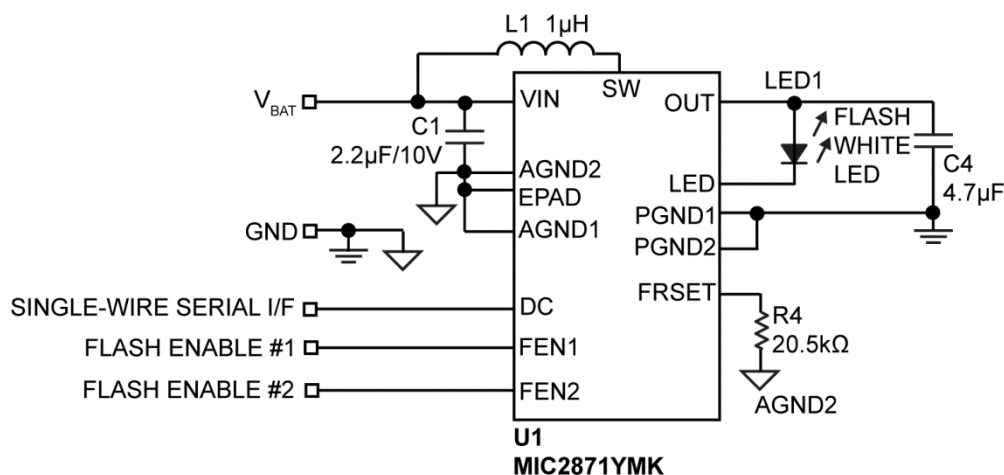 L1 1µH
LED1
SW
VBAT
VIN
OUT
C1
2.2µF/10V
FLASH
WHITE
LED
C4
4.7µF
AGND2
EPAD
AGND1
LED
PGND1
PGND2
GND
FRSET
SINGLE-WIRE SERIAL I/F
DC
R4
20.5kΩ
FLASH ENABLE #1
FEN1
FLASH ENABLE #2
FEN2
AGND2
U1
MIC2871YMK